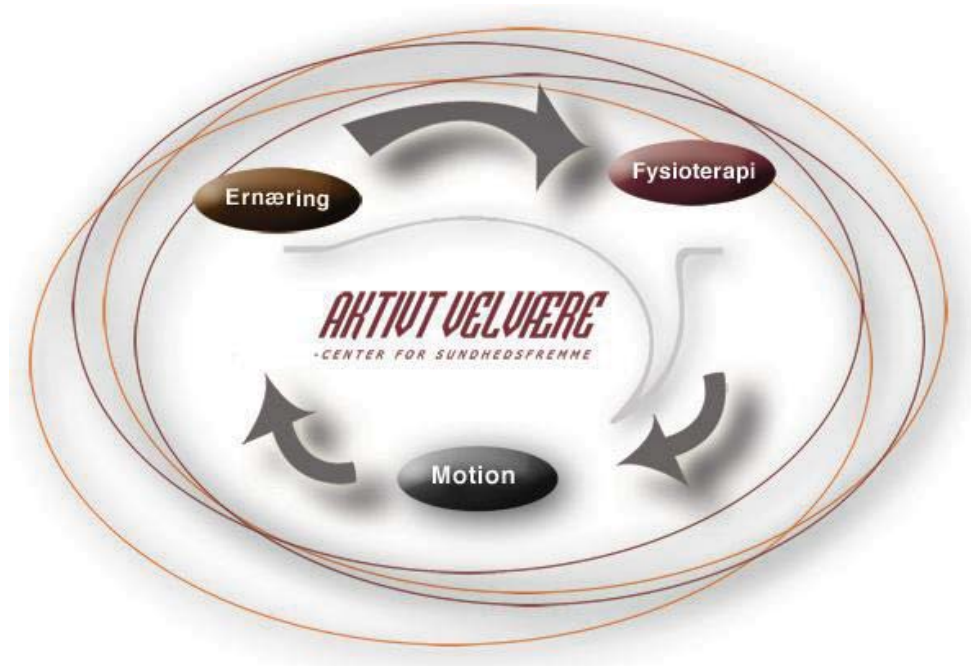 Ernæring
Fysioterapi
AKTIVT VELVÆRE
-CENTER FOR SUNDHEDSFREMME
Motion